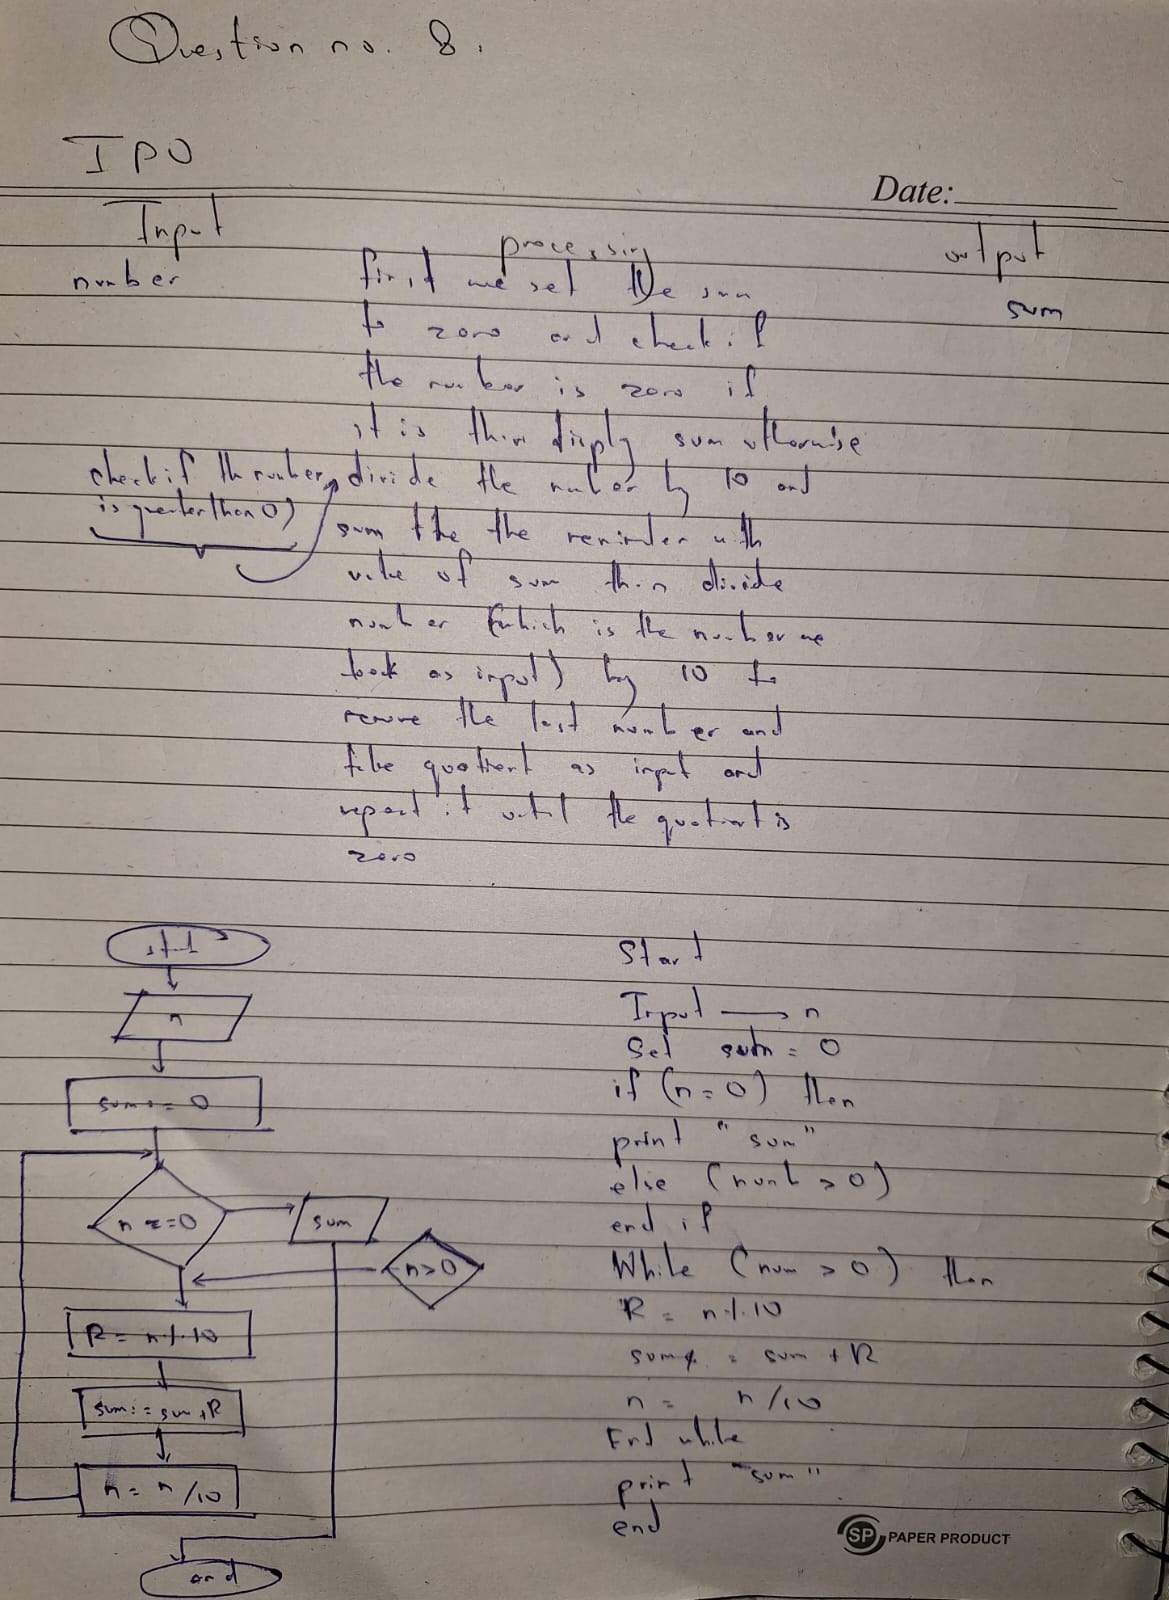 Question no. 8.
IPO
Date:
Input
processing
output
number
first we set the sum
sum
to zero and check if
the number is zero if
it is then disply sum otherwise
check if the number
is greater than 0)
divide the number by 10 and
sum the the reminder with
value of sum then divide
number (which is the number we
took as input) by 10 to
remove the last number and
take quotient as input and
repeat it until the quotient is
zero
n
sum := 0
n == 0
sum
n>0
R = n % 10
sum := sum + R
n = n /10
end
Start
Input → n
Set sum = 0
if (n = 0) then
print "sum"
else (num > 0)
end if
While (num > 0) then
R = n % 10
sum = sum + R
n = n /10
End while
print "sum"
end
SP PAPER PRODUCT